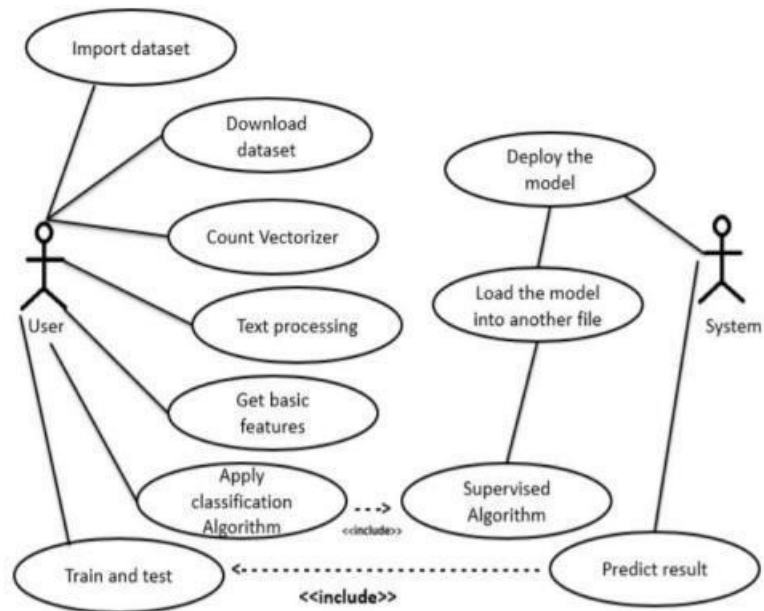 Import dataset
Download
dataset
Count Vectorizer
Text processing
Get basic
features
Apply
classification
Algorithm
Train and test
User
<<include>>
<<include>>
Deploy the
model
Load the model
into another file
Supervised
Algorithm
Predict result
System